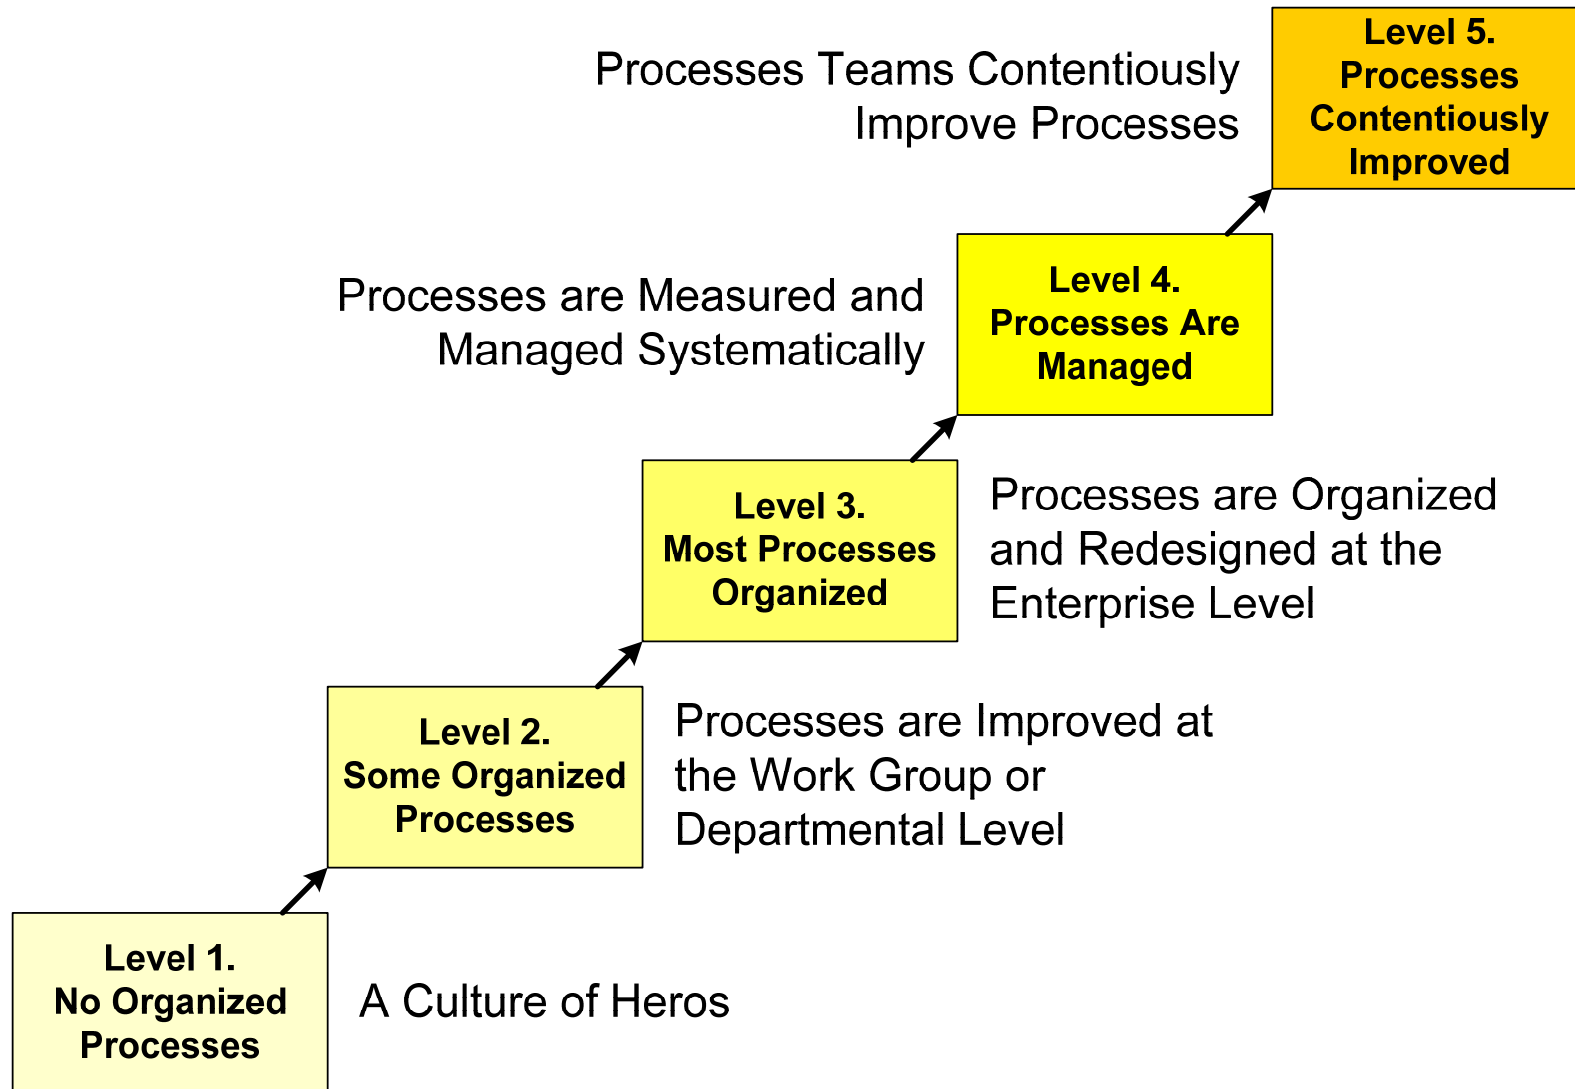 Processes Teams Contentiously
Improve Processes
Level 5.
Processes
Contentiously
Improved
Processes are Measured and
Managed Systematically
Level 4.
Processes Are
Managed
Level 3.
Most Processes
Organized
Processes are Organized
and Redesigned at the
Enterprise Level
Level 2.
Some Organized
Processes
Processes are Improved at
the Work Group or
Departmental Level
Level 1.
No Organized
Processes
A Culture of Heros